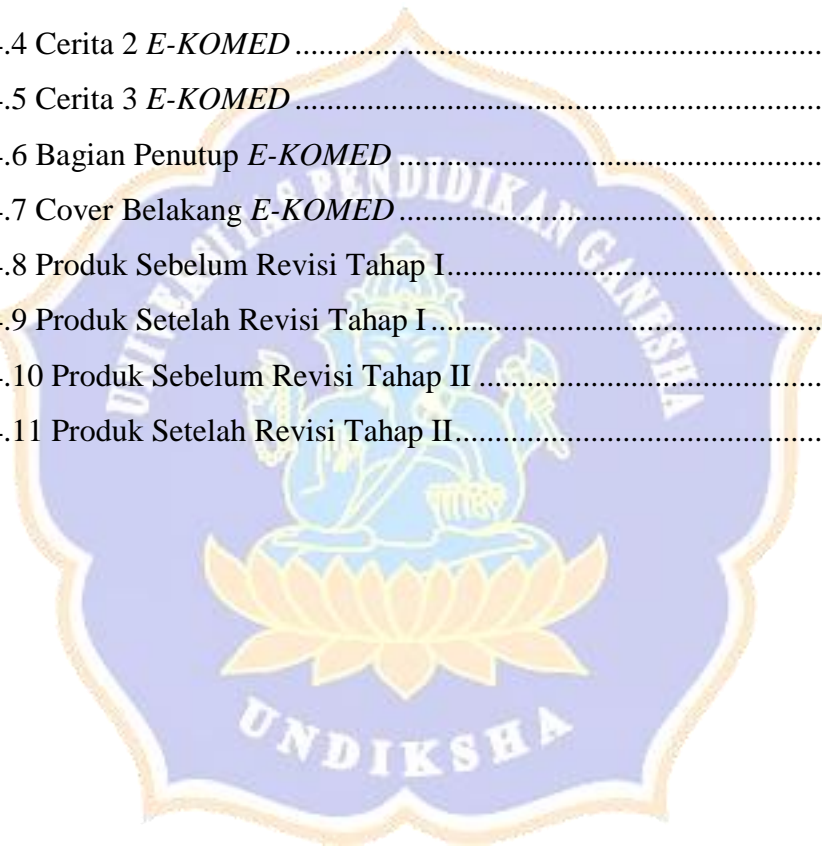 .4 Cerita 2 E-KOMED ................................................................
.5 Cerita 3 E-KOMED ................................................................
.6 Bagian Penutup E-KOMED ...................................................
.7 Cover Belakang E-KOMED ...................................................
.8 Produk Sebelum Revisi Tahap I..............................................
.9 Produk Setelah Revisi Tahap I ................................................
.10 Produk Sebelum Revisi Tahap II ..........................................
.11 Produk Setelah Revisi Tahap II.............................................
UNIVERSITAS PENDIDIKAN GANESHA
UNDIKSHA